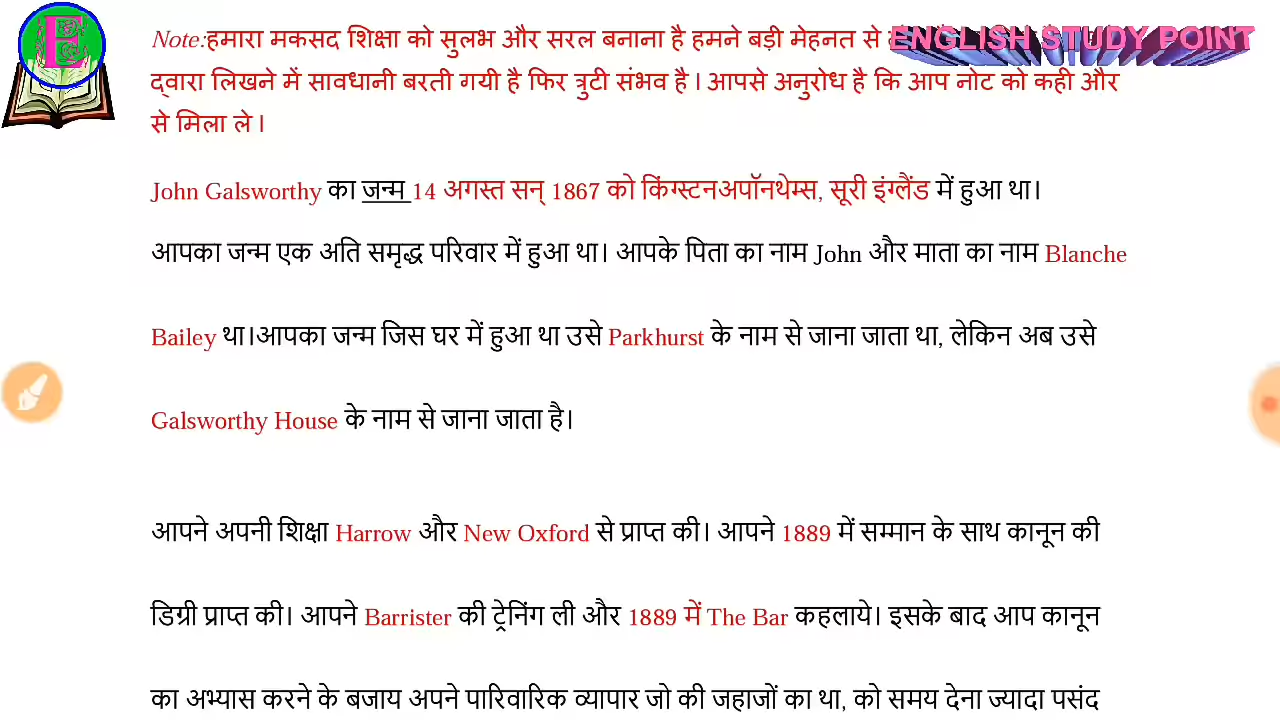 Note:हमारा मकसद शिक्षा को सुलभ और सरल बनाना है हमने बड़ी मेहनत से
ENGLISH STUDY POINT
द्वारा लिखने में सावधानी बरती गयी है फिर त्रुटी संभव है। आपसे अनुरोध है कि आप नोट को कही और
से मिला ले।
John Galsworthy का जन्म 14 अगस्त सन् 1867 को किंग्स्टनअपॉनथेम्स, सूरी इंग्लैंड में हुआ था।
आपका जन्म एक अति समृद्ध परिवार में हुआ था। आपके पिता का नाम John और माता का नाम Blanche
Bailey था।आपका जन्म जिस घर में हुआ था उसे Parkhurst के नाम से जाना जाता था, लेकिन अब उसे
Galsworthy House के नाम से जाना जाता है।
आपने अपनी शिक्षा Harrow और New Oxford से प्राप्त की। आपने 1889 में सम्मान के साथ कानून की
डिग्री प्राप्त की। आपने Barrister की ट्रेनिंग ली और 1889 में The Bar कहलाये। इसके बाद आप कानून
का अभ्यास करने के बजाय अपने पारिवारिक व्यापार जो की जहाजों का था, को समय देना ज्यादा पसंद